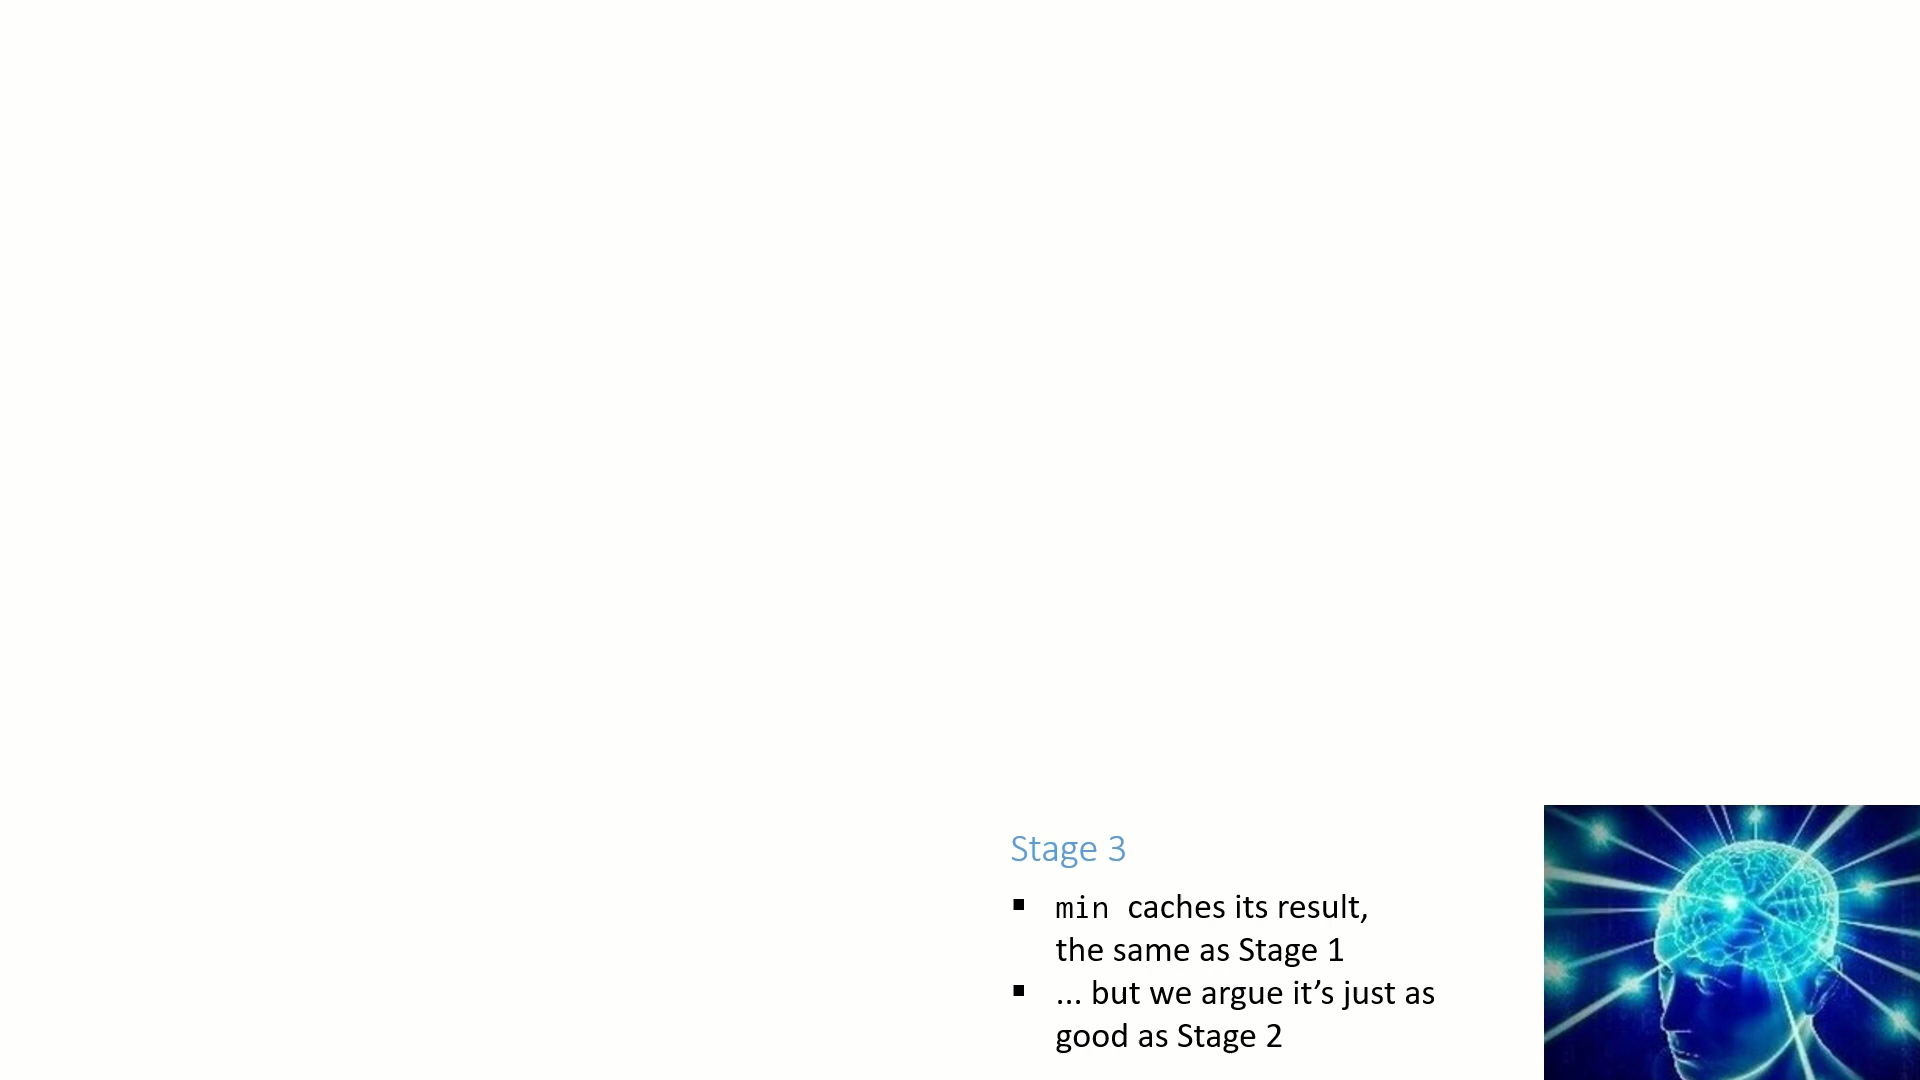 Stage 3
▪ min caches its result,
the same as Stage 1
▪ ... but we argue it’s just as
good as Stage 2